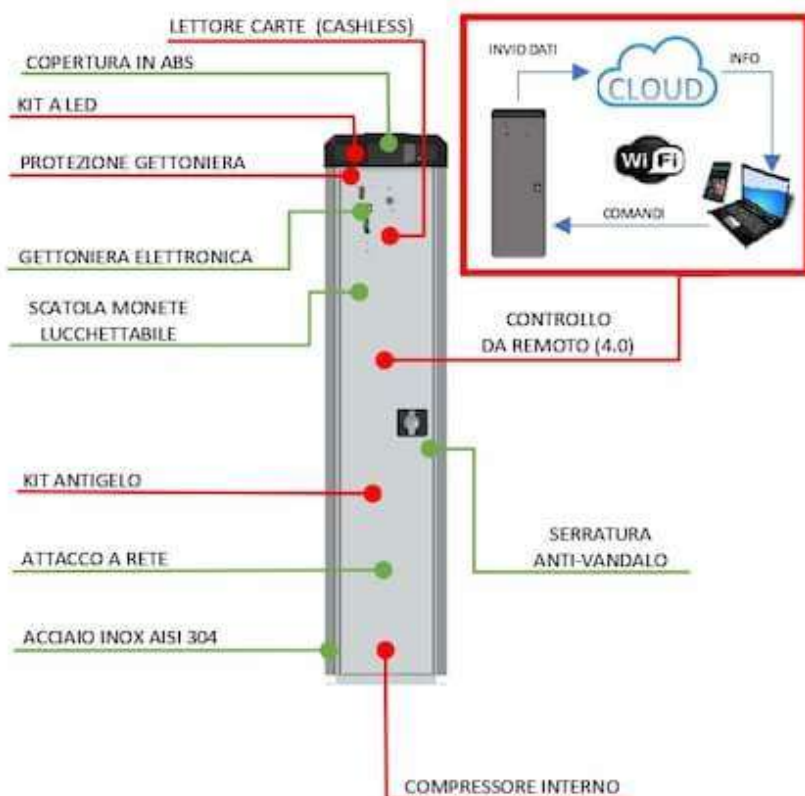 LETTORE CARTE (CASHLESS)
COPERTURA IN ABS
KIT A LED
PROTEZIONE GETTONIERA
GETTONIERA ELETTRONICA
SCATOLA MONETE
LUCCHETTABILE
KIT ANTIGELO
ATTACCO A RETE
ACCIAIO INOX AISI 304
INVIO DATI
CLOUD
INFO
Wi Fi
COMANDI
CONTROLLO
DA REMOTO (4.0)
SERRATURA
ANTI-VANDALO
COMPRESSORE INTERNO